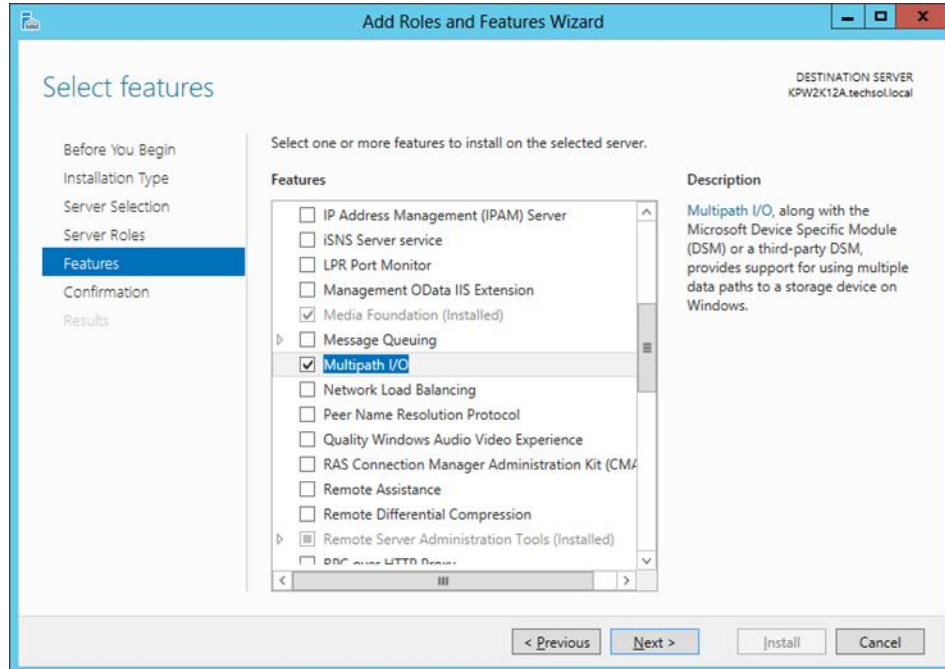 Add Roles and Features Wizard
Select features
DESTINATION SERVER
KPW2K12A.techsol.local
Before You Begin
Installation Type
Server Selection
Server Roles
Features
Confirmation
Results
Select one or more features to install on the selected server.
Features
IP Address Management (IPAM) Server
iSNS Server service
LPR Port Monitor
Management OData IIS Extension
Media Foundation (Installed)
Message Queuing
Multipath I/O
Network Load Balancing
Peer Name Resolution Protocol
Quality Windows Audio Video Experience
RAS Connection Manager Administration Kit (CMA
Remote Assistance
Remote Differential Compression
Remote Server Administration Tools (Installed)
RPC over HTTP Proxy
Description
Multipath I/O, along with the
Microsoft Device Specific Module
(DSM) or a third-party DSM,
provides support for using multiple
data paths to a storage device on
Windows.
< Previous
Next >
Install
Cancel